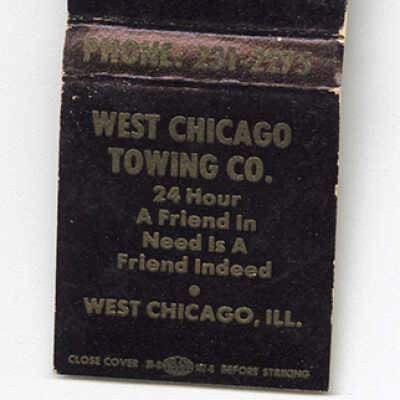 PHONE: 231-2275
WEST CHICAGO
TOWING CO.
24 Hour
A Friend In
Need Is A
Friend Indeed
WEST CHICAGO, ILL.
CLOSE COVER BEFORE STRIKING